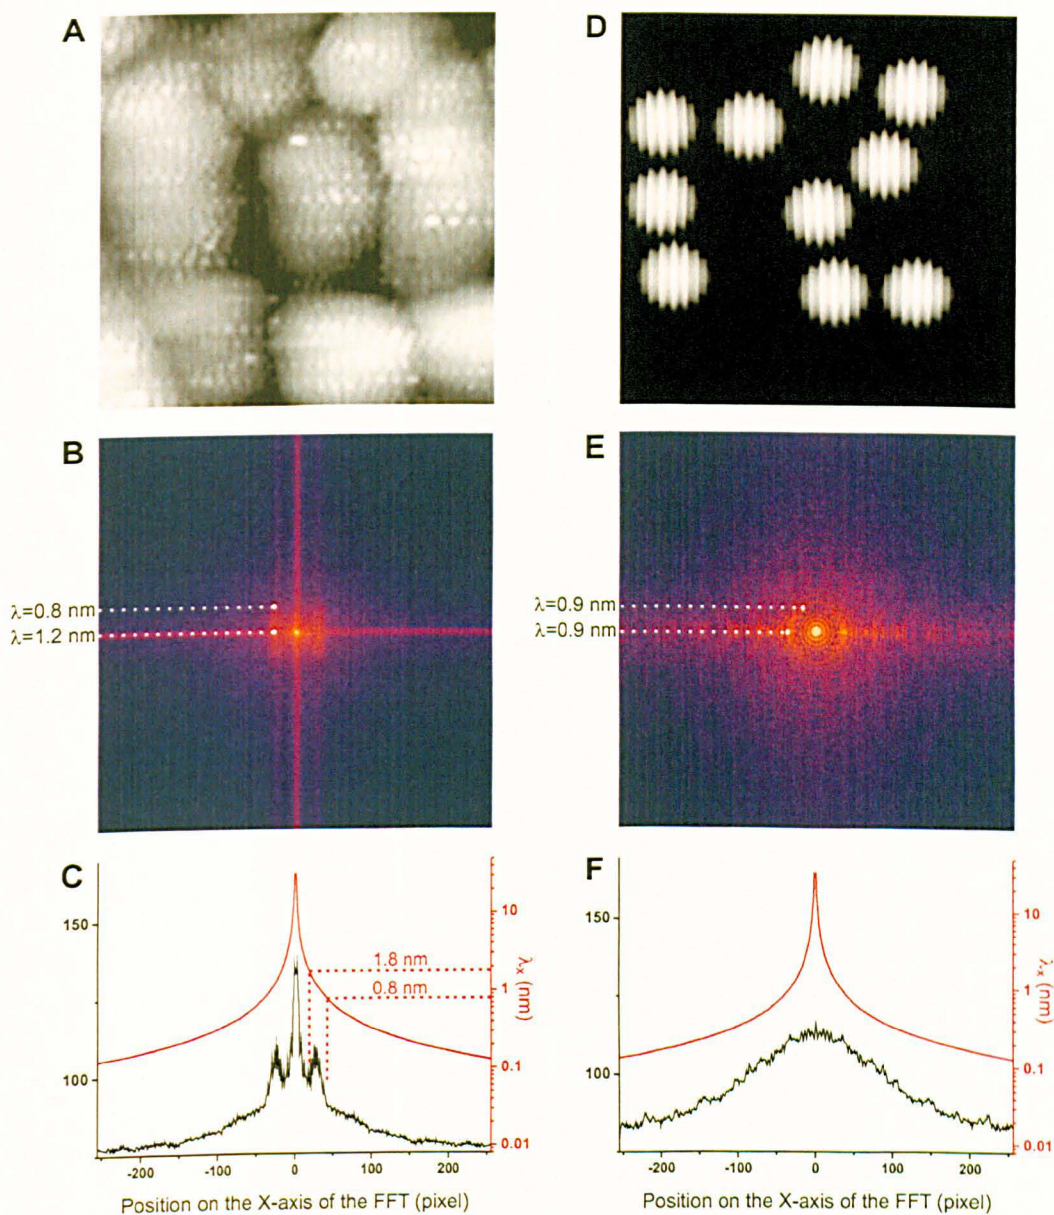 A
D
B
E
λ=0.8 nm
λ=1.2 nm
λ=0.9 nm
λ=0.9 nm
C
F
150
100
1.8 nm
0.8 nm
10
1
0.1
0.01
λx (nm)
150
100
10
1
0.1
0.01
λx (nm)
-200
-100
0
100
200
-200
-100
0
100
200
Position on the X-axis of the FFT (pixel)
Position on the X-axis of the FFT (pixel)